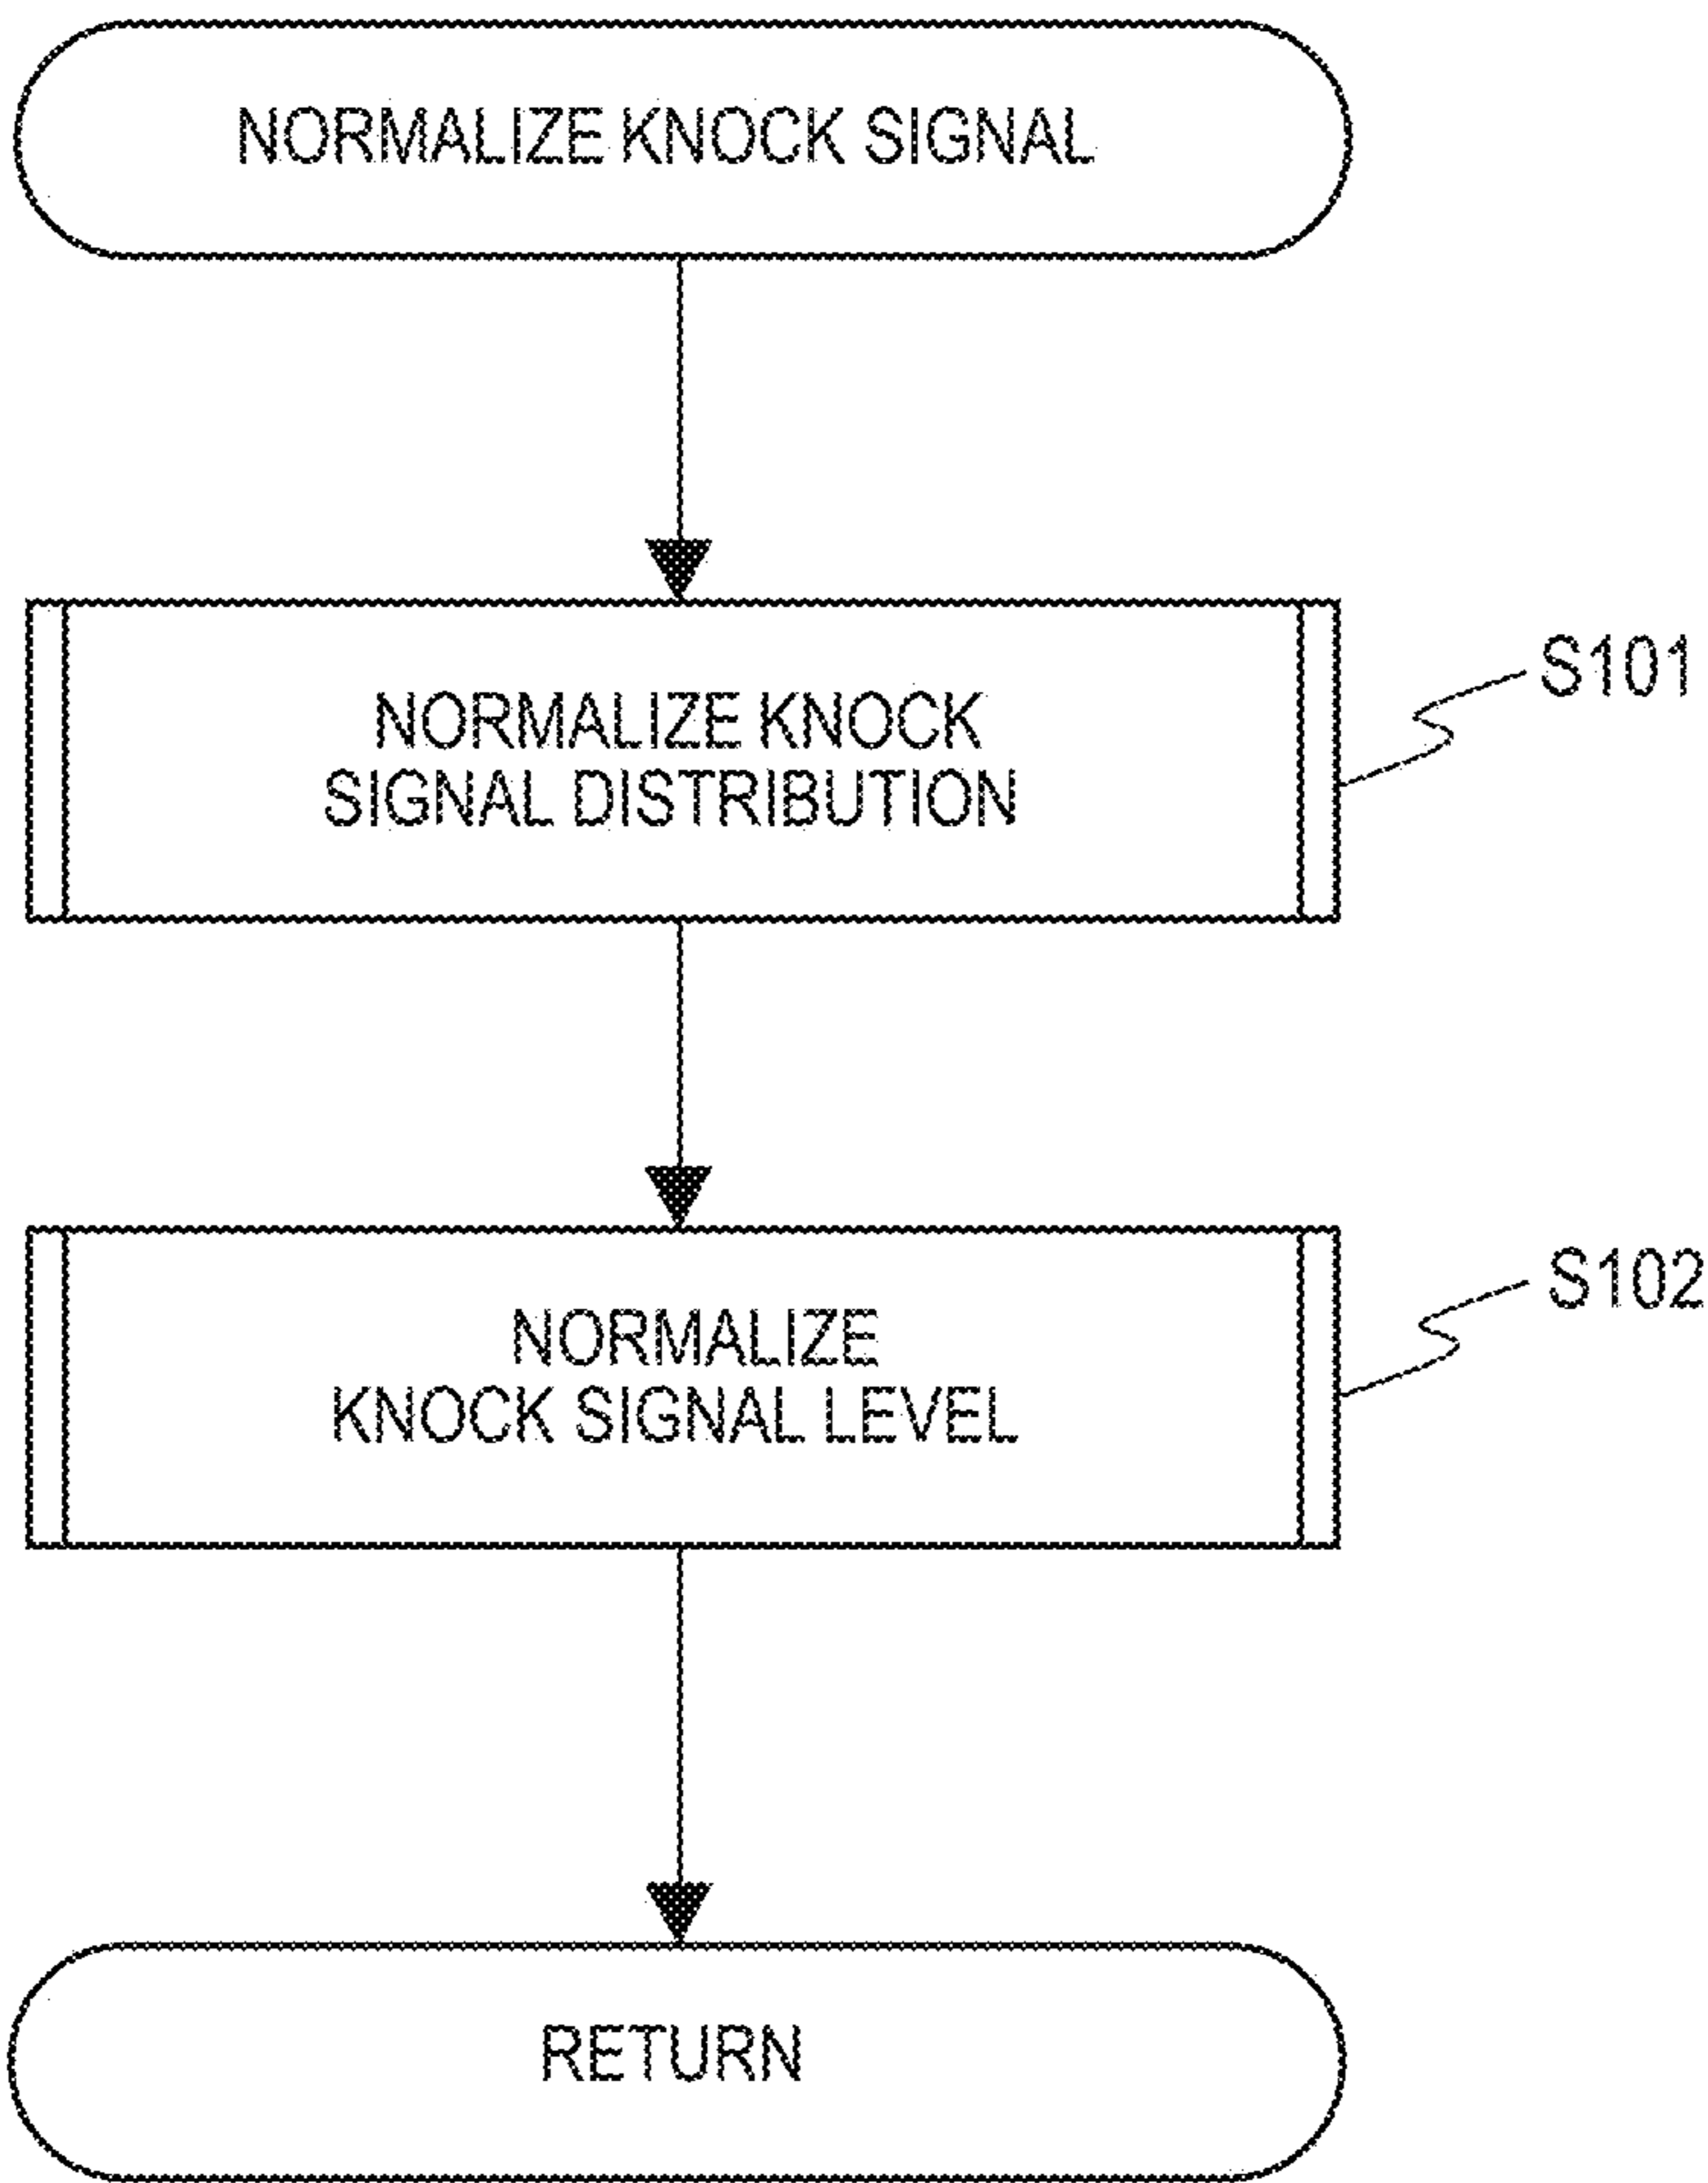 NORMALIZE KNOCK SIGNAL
NORMALIZE KNOCK
SIGNAL DISTRIBUTION
S101
NORMALIZE
KNOCK SIGNAL LEVEL
S102
RETURN